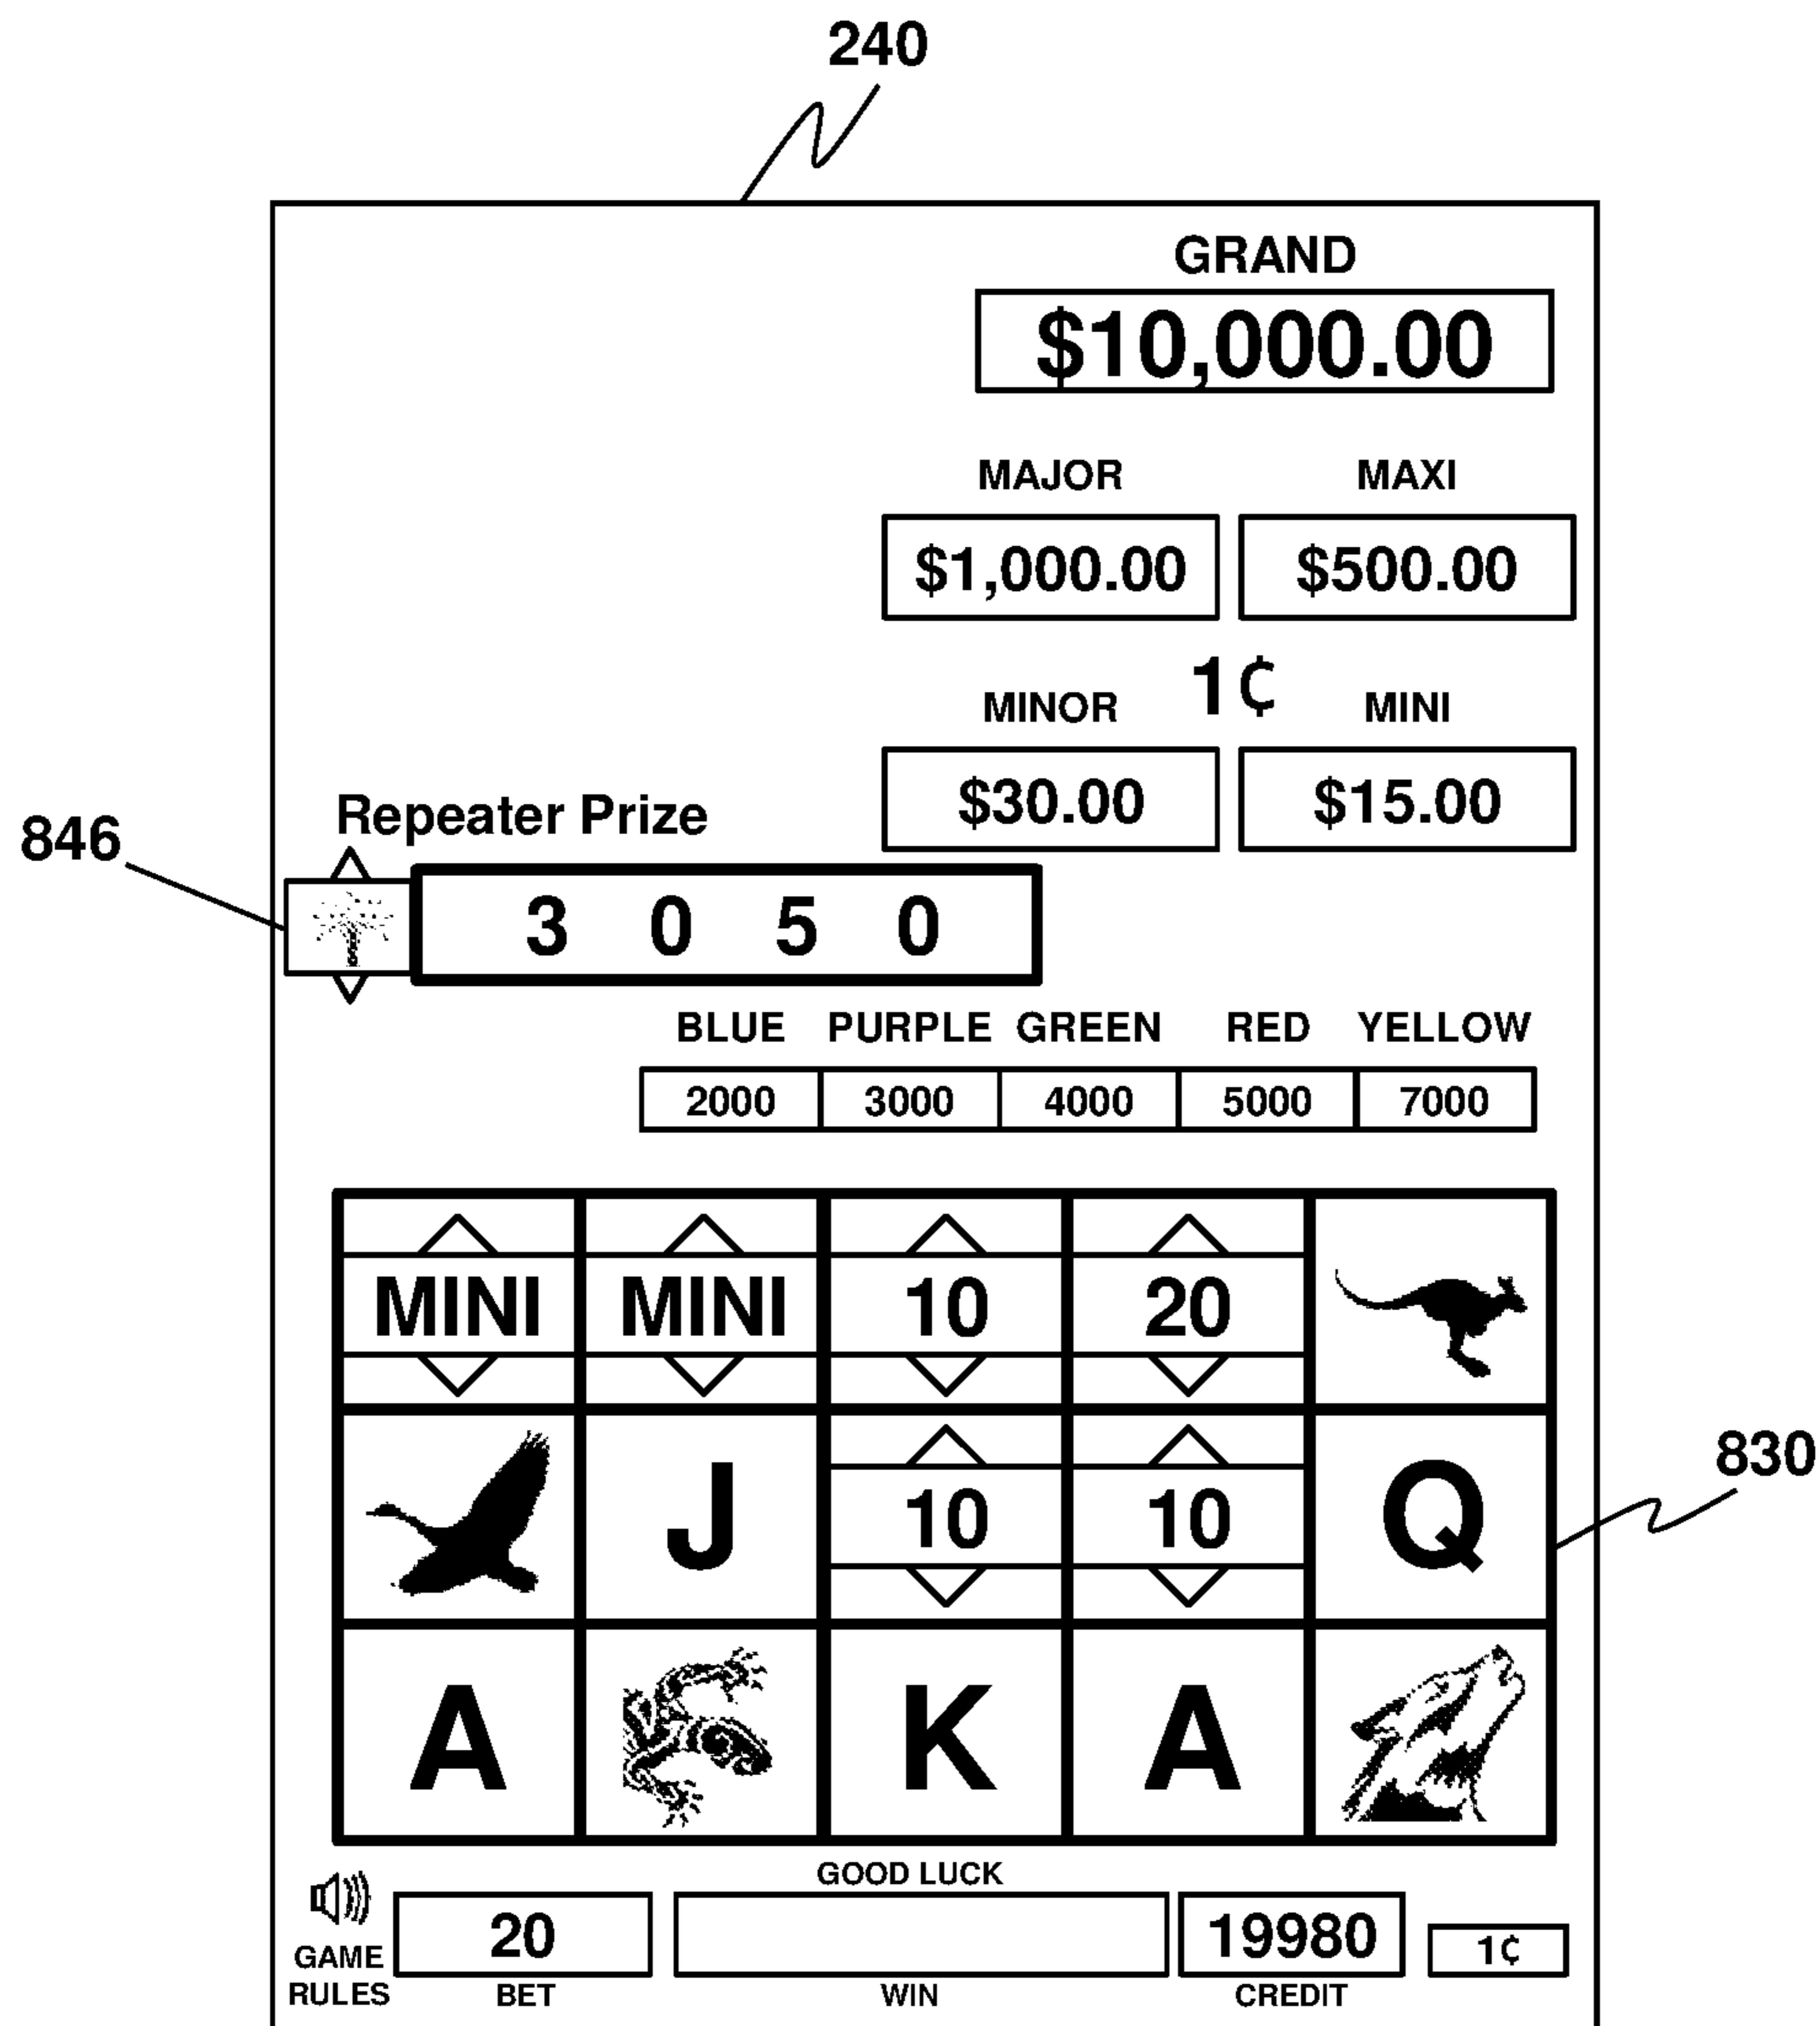 240
GRAND
$10,000.00
MAJOR MAXI
$1,000.00 $500.00
1¢
MINOR MINI
$30.00 $15.00
Repeater Prize
846
3 0 5 0
BLUE PURPLE GREEN RED YELLOW
2000 3000 4000 5000 7000
MINI MINI 10 20
J 10 10 Q
830
A K A
GOOD LUCK
20 19980 1¢
GAME
RULES BET WIN CREDIT